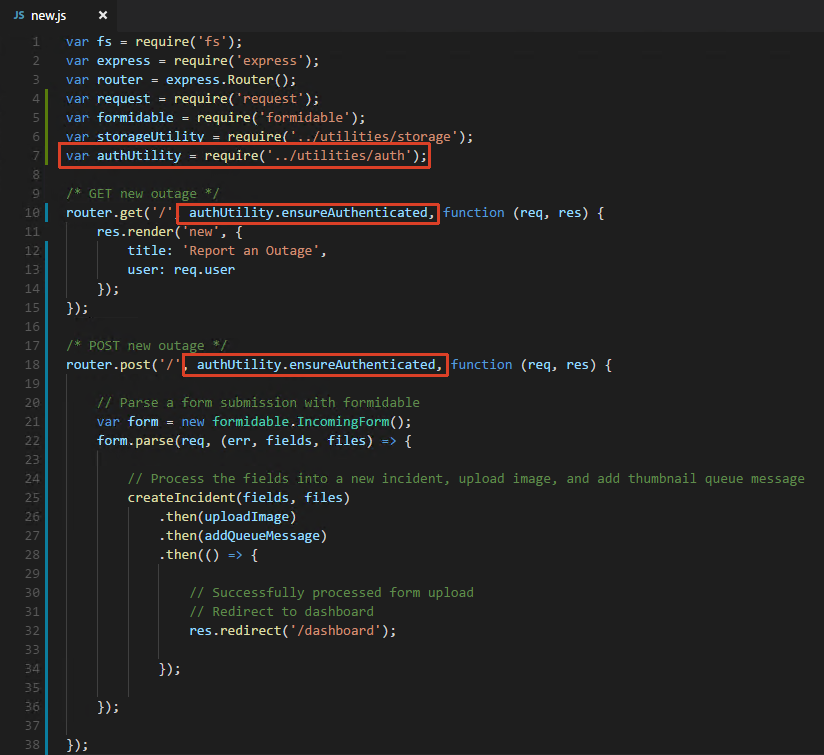 JS new.js ×
1 var fs = require('fs');
2 var express = require('express');
3 var router = express.Router();
4 var request = require('request');
5 var formidable = require('formidable');
6 var storageUtility = require('../utilities/storage');
7 var authUtility = require('../utilities/auth');
8
9 /* GET new outage */
10 router.get('/', authUtility.ensureAuthenticated, function (req, res) {
11     res.render('new', {
12         title: 'Report an Outage',
13         user: req.user
14     });
15 });
16
17 /* POST new outage */
18 router.post('/', authUtility.ensureAuthenticated, function (req, res) {
19
20     // Parse a form submission with formidable
21     var form = new formidable.IncomingForm();
22     form.parse(req, (err, fields, files) => {
23
24         // Process the fields into a new incident, upload image, and add thumbnail queue message
25         createIncident(fields, files)
26             .then(uploadImage)
27             .then(addQueueMessage)
28             .then(() => {
29
30                 // Successfully processed form upload
31                 // Redirect to dashboard
32                 res.redirect('/dashboard');
33
34             });
35
36     });
37
38 });